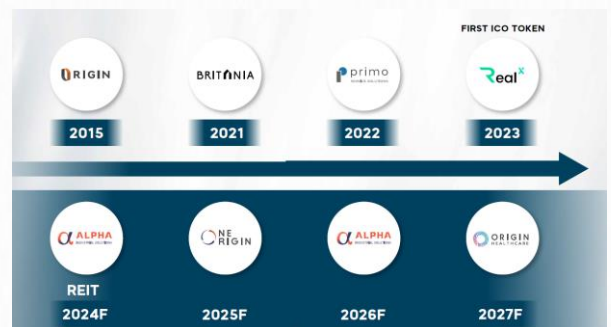 FIRST ICO TOKEN
ORIGIN
BRITANIA
primo
Real X
2015
2021
2022
2023
ALPHA
ONE
RIGIN
ALPHA
ORIGIN
HEALTHCARE
REIT
2024F
2025F
2026F
2027F